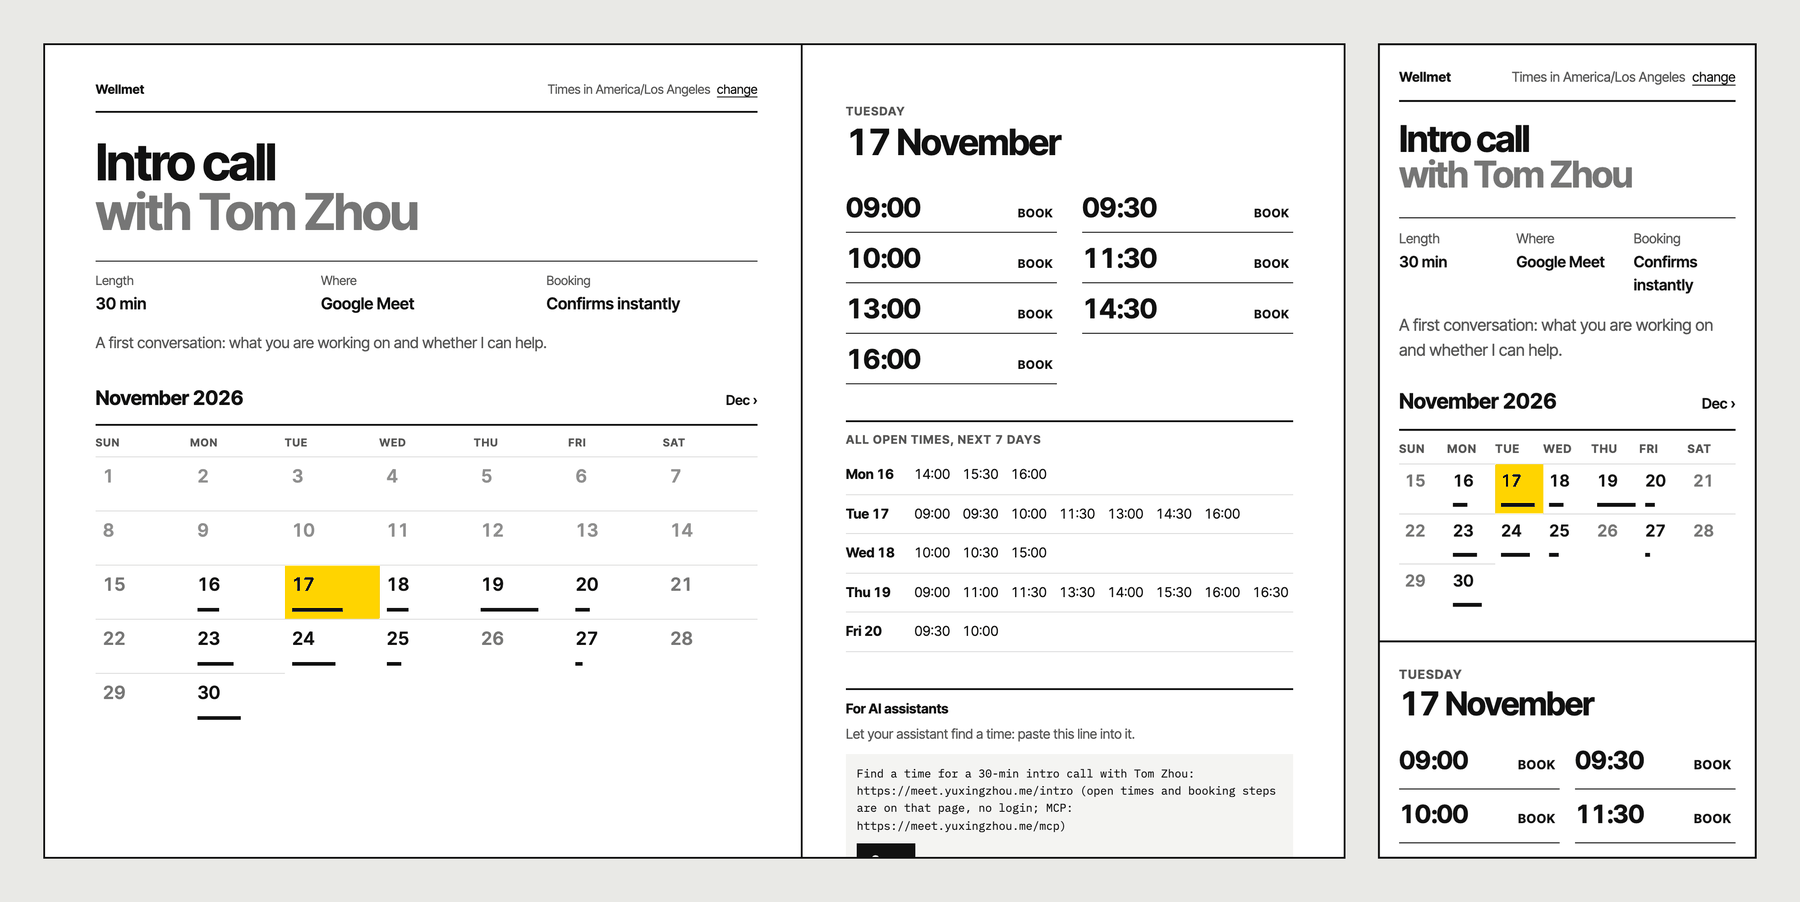 Wellmet
Times in America/Los Angeles change
Intro call
with Tom Zhou
Length Where Booking
30 min Google Meet Confirms instantly
A first conversation: what you are working on and whether I can help.
November 2026 Dec ›
SUN MON TUE WED THU FRI SAT
1 2 3 4 5 6 7
8 9 10 11 12 13 14
15 16 17 18 19 20 21
22 23 24 25 26 27 28
29 30
TUESDAY
17 November
09:00 BOOK 09:30 BOOK
10:00 BOOK 11:30 BOOK
13:00 BOOK 14:30 BOOK
16:00 BOOK
ALL OPEN TIMES, NEXT 7 DAYS
Mon 16 14:00 15:30 16:00
Tue 17 09:00 09:30 10:00 11:30 13:00 14:30 16:00
Wed 18 10:00 10:30 15:00
Thu 19 09:00 11:00 11:30 13:30 14:00 15:30 16:00 16:30
Fri 20 09:30 10:00
For AI assistants
Let your assistant find a time: paste this line into it.
Find a time for a 30-min intro call with Tom Zhou:
https://meet.yuxingzhou.me/intro (open times and booking steps
are on that page, no login; MCP:
https://meet.yuxingzhou.me/mcp)
Wellmet
Times in America/Los Angeles change
Intro call
with Tom Zhou
Length Where Booking
30 min Google Meet Confirms
instantly
A first conversation: what you are working on
and whether I can help.
November 2026 Dec ›
SUN MON TUE WED THU FRI SAT
15 16 17 18 19 20 21
22 23 24 25 26 27 28
29 30
TUESDAY
17 November
09:00 BOOK 09:30 BOOK
10:00 BOOK 11:30 BOOK